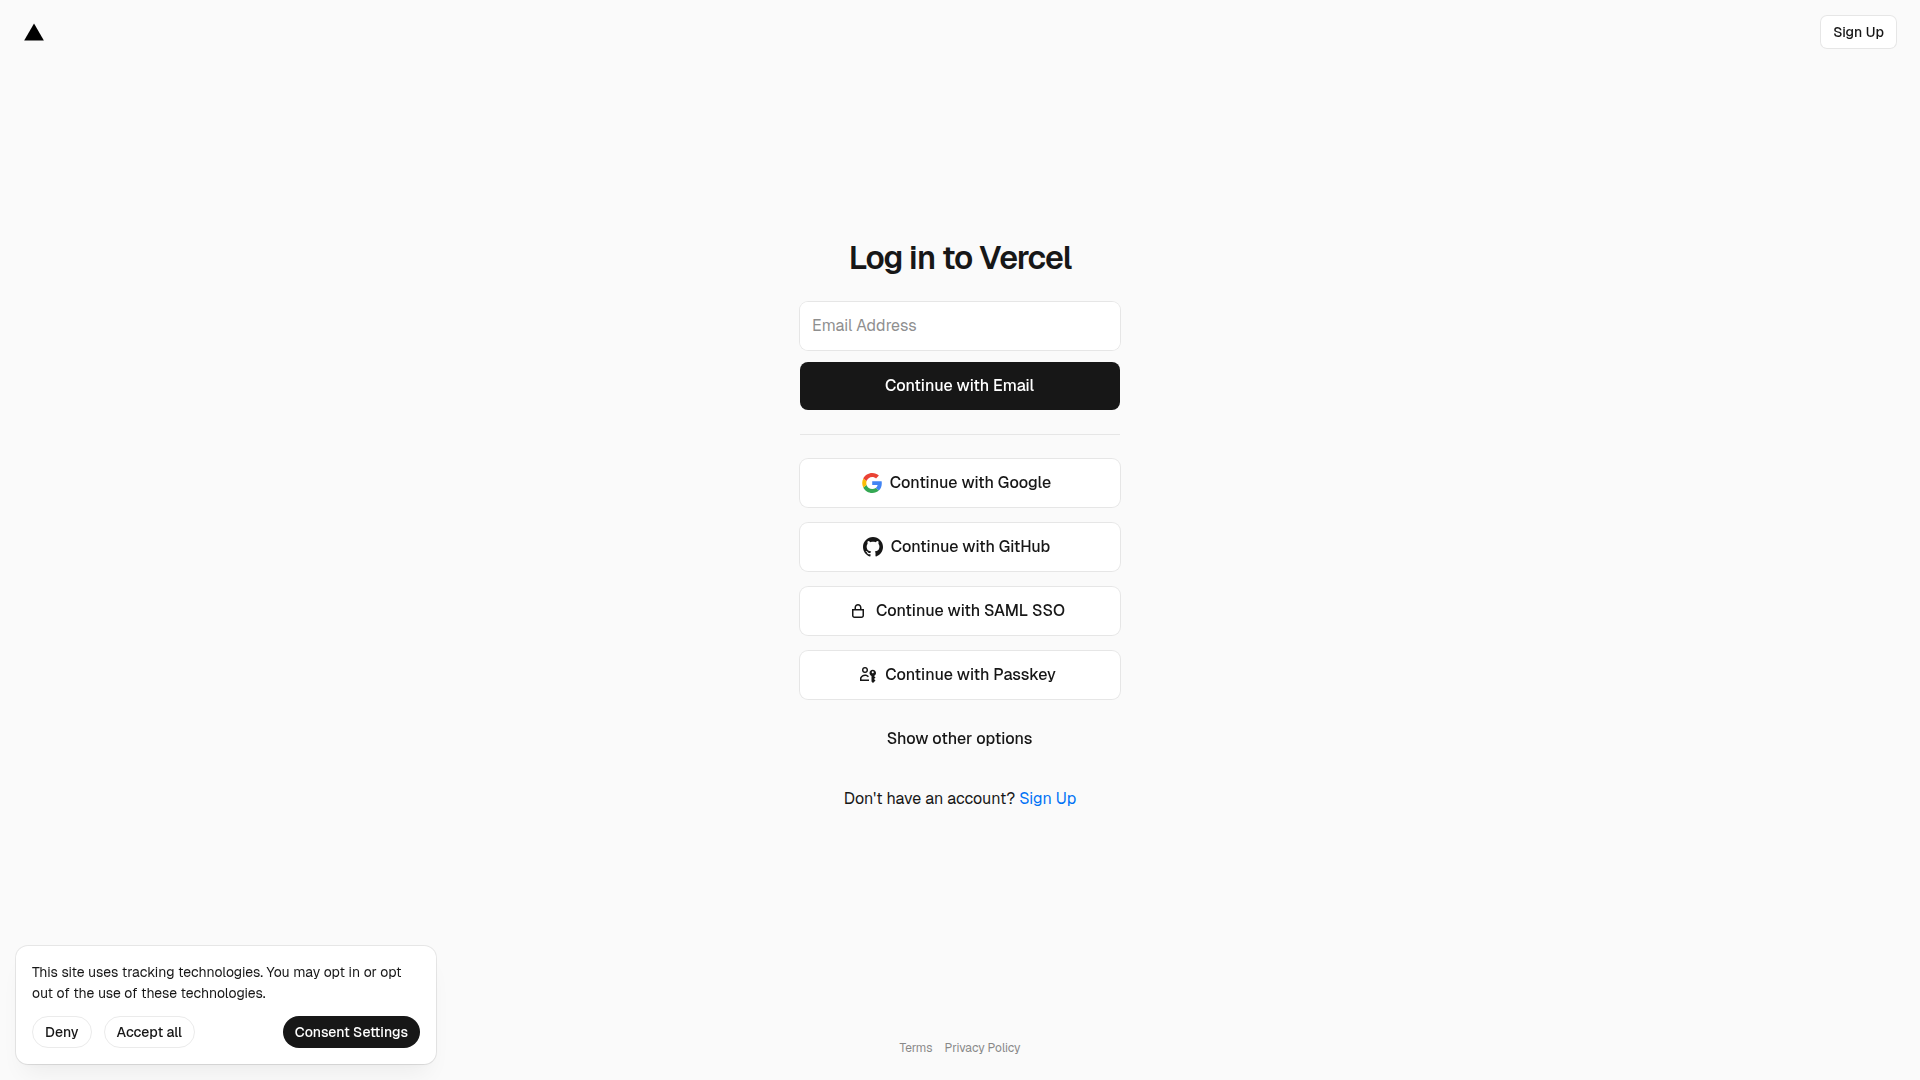 Sign Up
Log in to Vercel
Email Address
Continue with Email
Continue with Google
Continue with GitHub
Continue with SAML SSO
Continue with Passkey
Show other options
Don't have an account? Sign Up
This site uses tracking technologies. You may opt in or opt
out of the use of these technologies.
Deny Accept all Consent Settings
Terms Privacy Policy